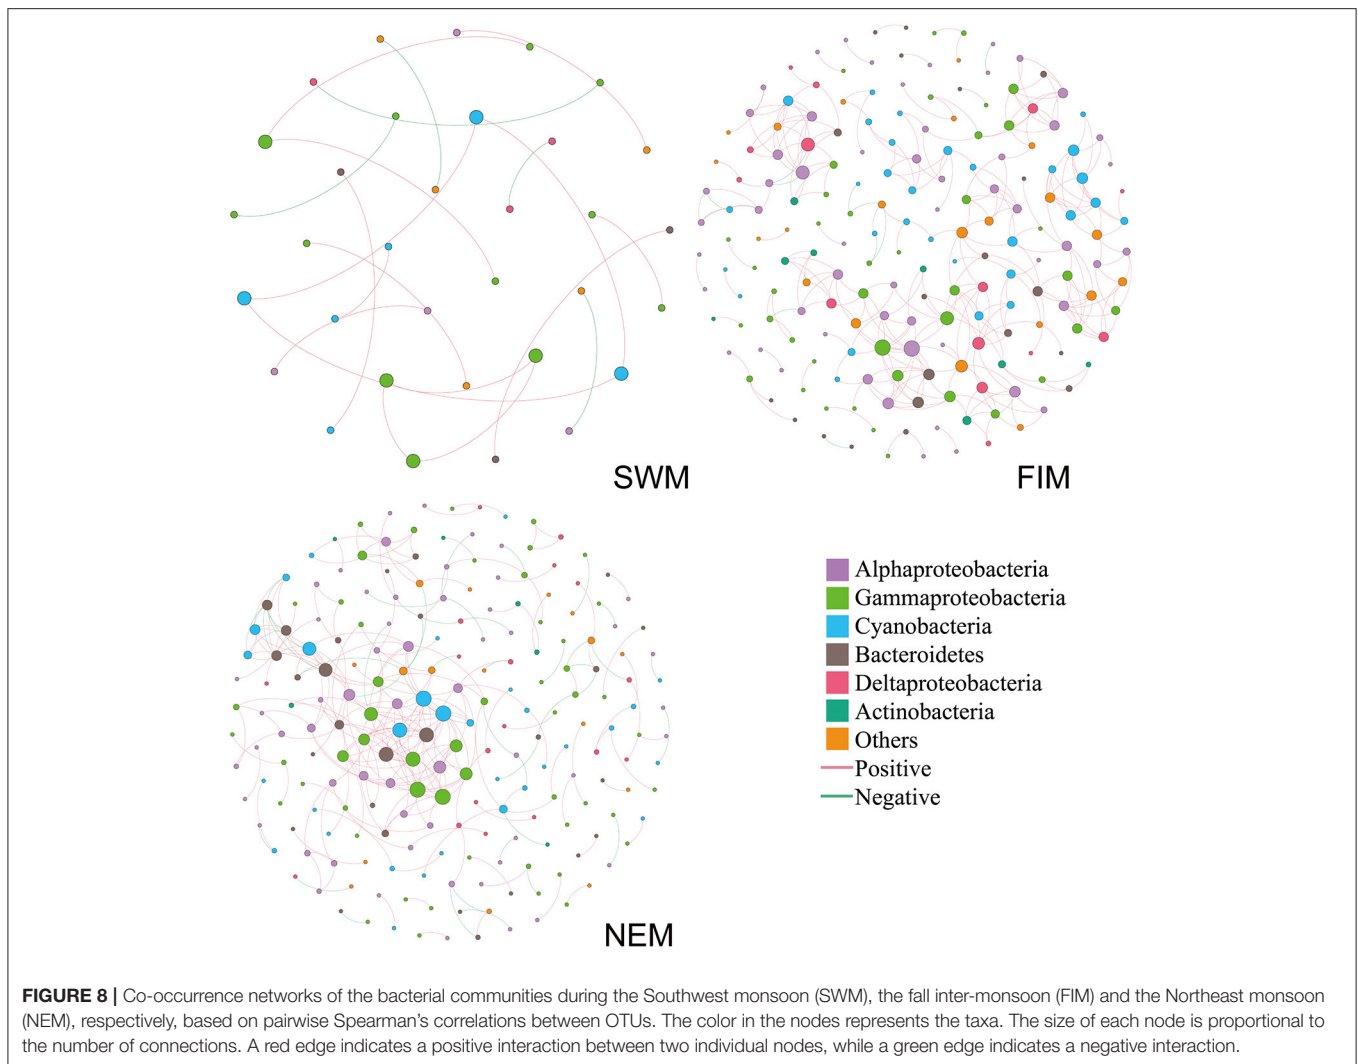 SWM
FIM
NEM
Alphaproteobacteria
Gammaproteobacteria
Cyanobacteria
Bacteroidetes
Deltaproteobacteria
Actinobacteria
Others
Positive
Negative
FIGURE 8 | Co-occurrence networks of the bacterial communities during the Southwest monsoon (SWM), the fall inter-monsoon (FIM) and the Northeast monsoon
(NEM), respectively, based on pairwise Spearman's correlations between OTUs. The color in the nodes represents the taxa. The size of each node is proportional to
the number of connections. A red edge indicates a positive interaction between two individual nodes, while a green edge indicates a negative interaction.